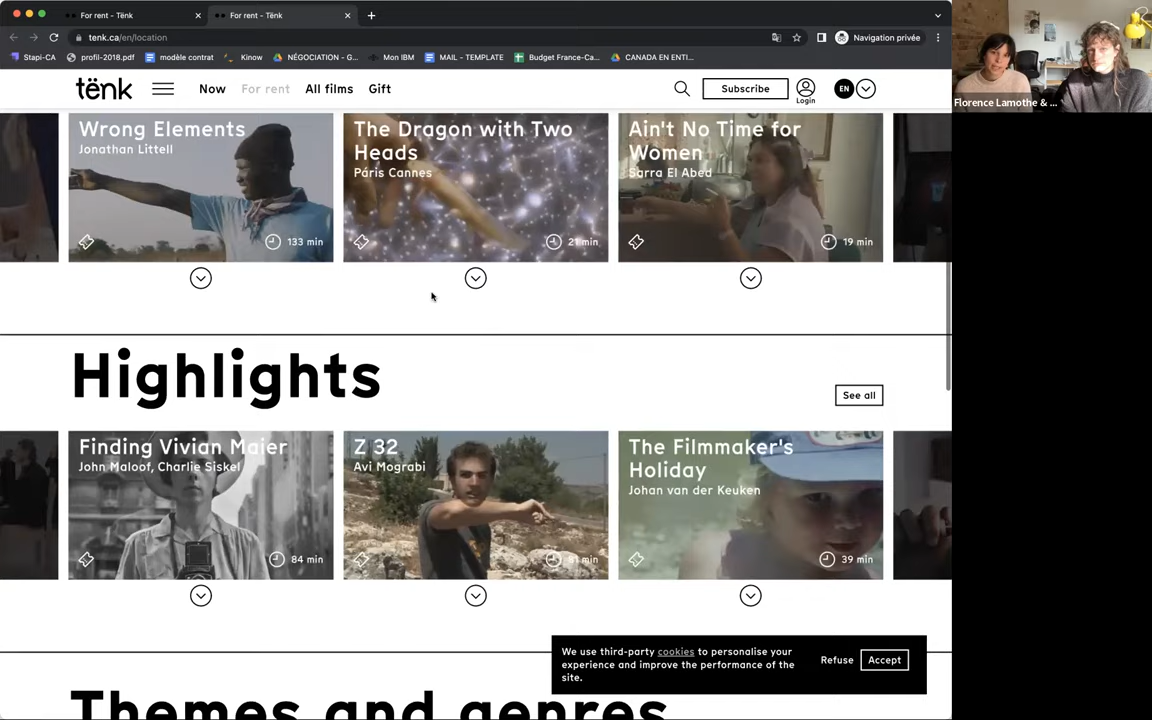 For rent - Tënk
For rent - Tënk
tenk.ca/en/location
Navigation privée
Stapi-CA
profil-2018.pdf
modèle contrat
Kinow
NÉGOCIATION - G...
Mon IBM
MAIL - TEMPLATE
Budget France-Ca...
CANADA EN ENTI...
Florence Lamothe & ...
tënk
Now
For rent
All films
Gift
Subscribe
Login
EN
Wrong Elements
Jonathan Littell
133 min
The Dragon with Two
Heads
Páris Cannes
21 min
Ain't No Time for
Women
Sarra El Abed
19 min
Highlights
See all
Finding Vivian Maier
John Maloof, Charlie Siskel
84 min
Z 32
Avi Mograbi
81 min
The Filmmaker's
Holiday
Johan van der Keuken
39 min
We use third-party cookies to personalise your
experience and improve the performance of the
site.
Refuse
Accept
Themes and genres